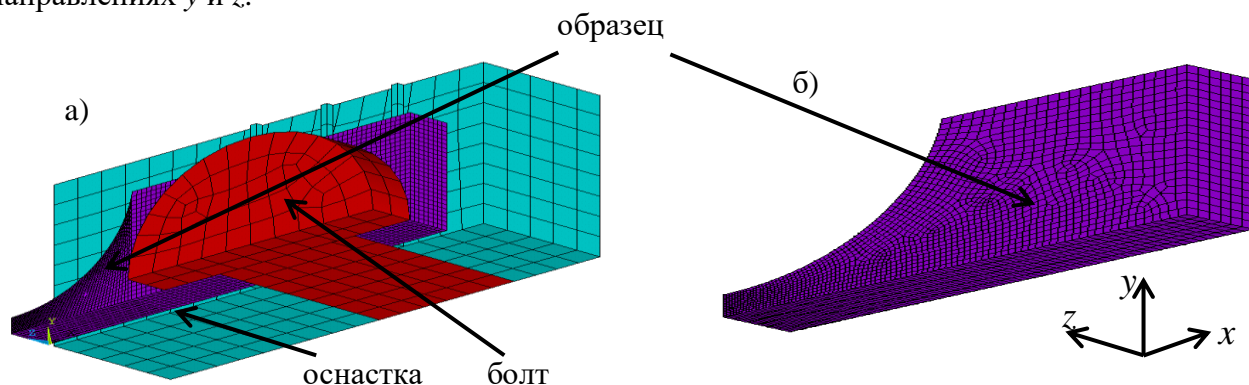 направлениях y и z.
образец
а)
б)
y
z
x
Y
Z
оснастка
болт